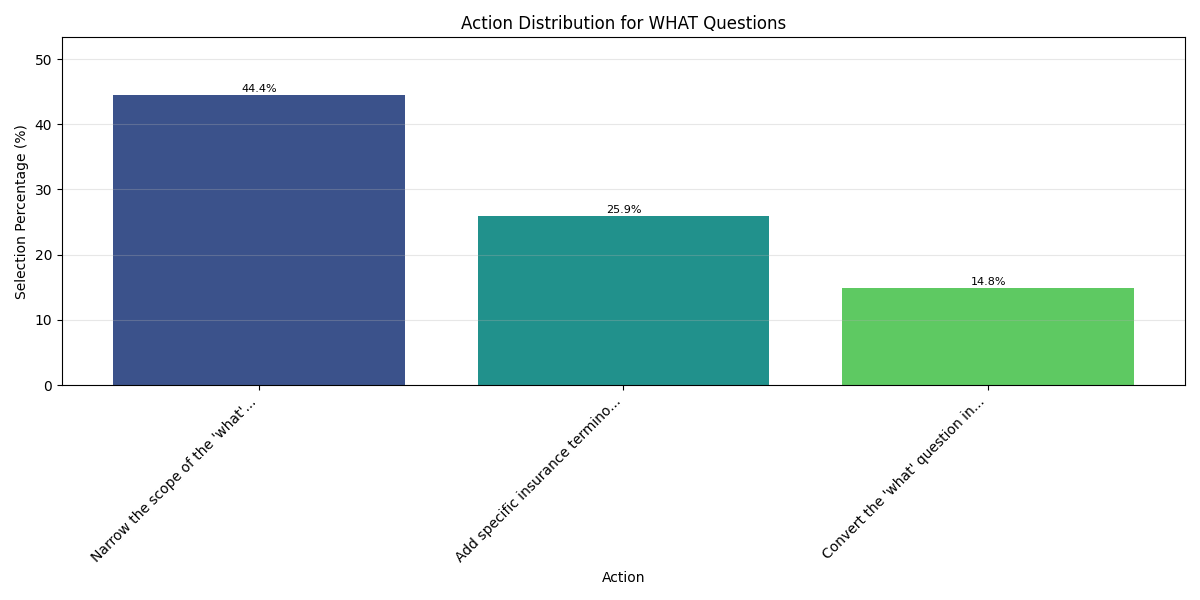 Action Distribution for WHAT Questions
Selection Percentage (%)
50
40
30
20
10
0
44.4%
25.9%
14.8%
Narrow the scope of the 'what'...
Add specific insurance termino...
Convert the 'what' question in...
Action